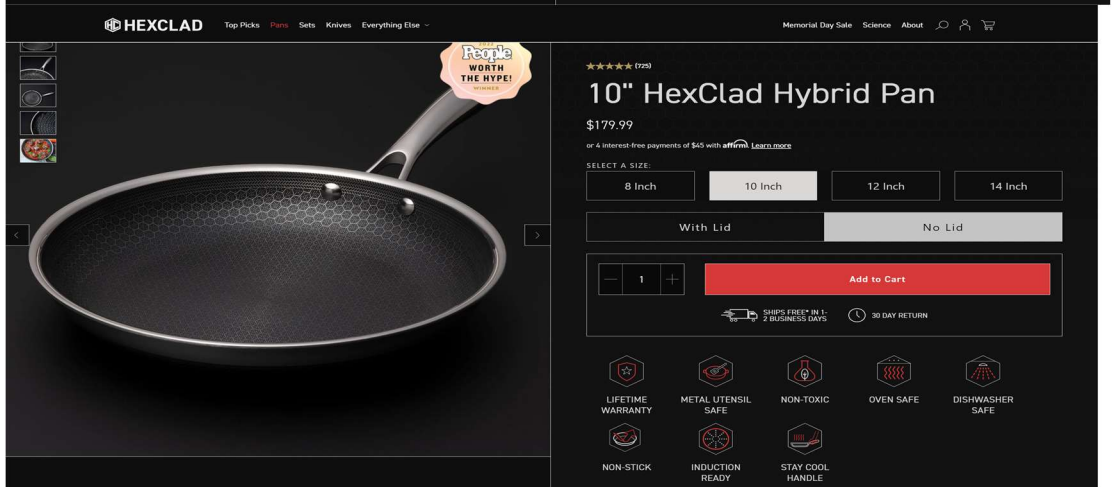 HEXCLAD
Top Picks Pans Sets Knives Everything Else
Memorial Day Sale Science About
People
WORTH
THE HYPE!
WINNER
(725)
10" HexClad Hybrid Pan
$179.99
or 4 interest-free payments of $45 with affirm. Learn more
SELECT A SIZE:
8 Inch 10 Inch 12 Inch 14 Inch
With Lid No Lid
1
Add to Cart
SHIPS FREE* IN 1-
2 BUSINESS DAYS
30 DAY RETURN
LIFETIME
WARRANTY
METAL UTENSIL
SAFE
NON-TOXIC
OVEN SAFE
DISHWASHER
SAFE
NON-STICK
INDUCTION
READY
STAY COOL
HANDLE